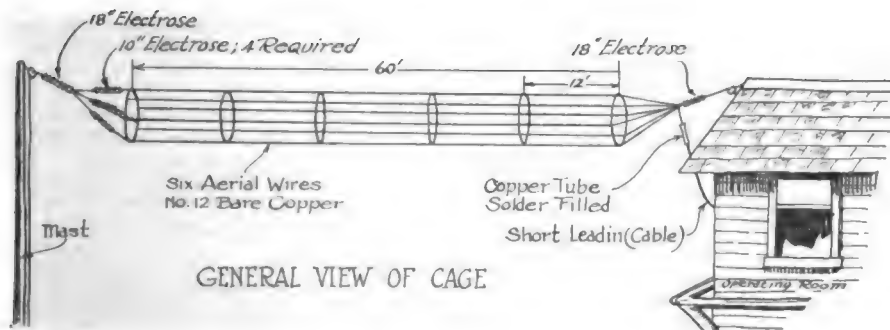 18" Electrose
10" Electrose; 4 Required
18" Electrose
60'
12'
Six Aerial Wires
No. 12 Bare Copper
Copper Tube
Solder Filled
Short Leadin (Cable)
Mast
GENERAL VIEW OF CAGE
Operating Room